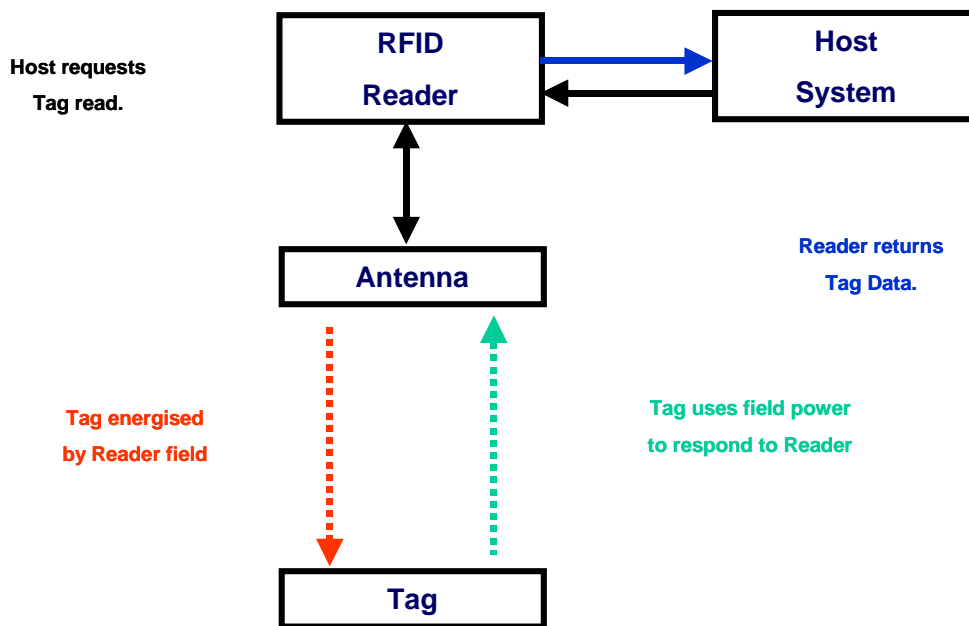 RFID
Reader
Host
System
Host requests
Tag read.
Antenna
Reader returns
Tag Data.
Tag energised
by Reader field
Tag uses field power
to respond to Reader
Tag